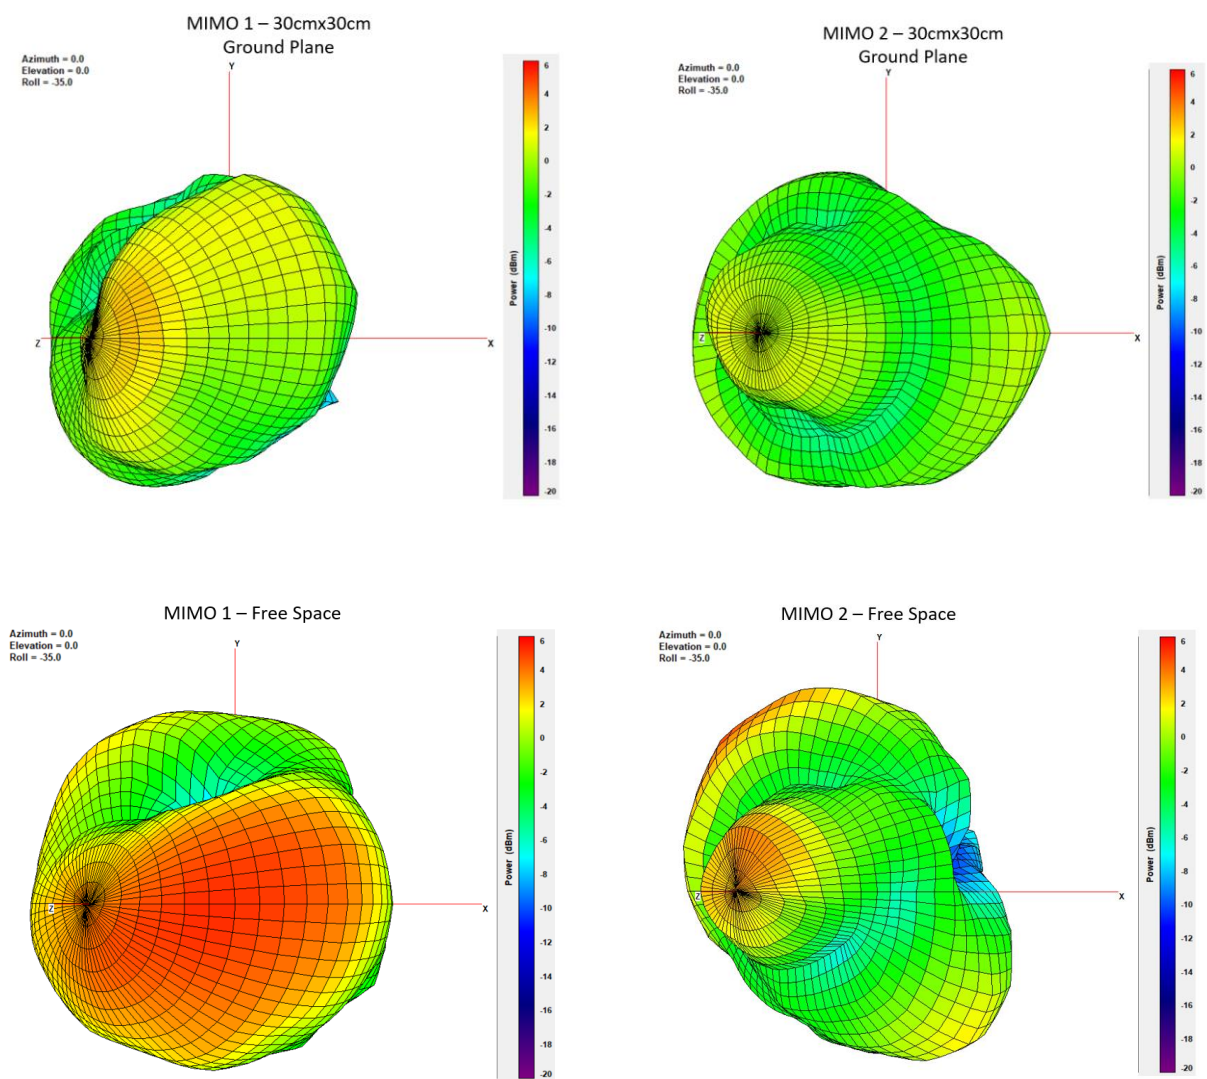 MIMO 1 – 30cmx30cm
Ground Plane
Azimuth = 0.0
Elevation = 0.0
Roll = -35.0
Y
Z
X
Power (dBm)
6
4
2
0
-2
-4
-6
-8
-10
-12
-14
-16
-18
-20
MIMO 2 – 30cmx30cm
Ground Plane
Azimuth = 0.0
Elevation = 0.0
Roll = -35.0
Y
Z
X
Power (dBm)
6
4
2
0
-2
-4
-6
-8
-10
-12
-14
-16
-18
-20
MIMO 1 – Free Space
Azimuth = 0.0
Elevation = 0.0
Roll = -35.0
Y
Z
X
Power (dBm)
6
4
2
0
-2
-4
-6
-8
-10
-12
-14
-16
-18
-20
MIMO 2 – Free Space
Azimuth = 0.0
Elevation = 0.0
Roll = -35.0
Y
Z
X
Power (dBm)
6
4
2
0
-2
-4
-6
-8
-10
-12
-14
-16
-18
-20